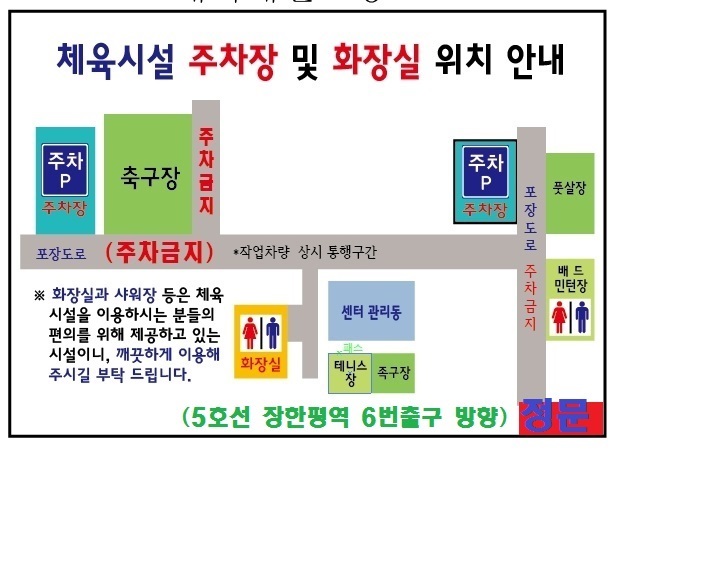 체육시설 주차장 및 화장실 위치 안내
주차
P
주차장
축구장
주차금지
주차
P
주차장
포장도로 주차금지
풋살장
포장도로 (주차금지) *작업차량 상시 통행구간
배드
민턴장
※ 화장실과 샤워장 등은 체육
시설을 이용하시는 분들의
편의를 위해 제공하고 있는
시설이니, 깨끗하게 이용해
주시길 부탁 드립니다.
화장실
센터 관리동
테니스
장
족구장
(5호선 장한평역 6번출구 방향) 정문